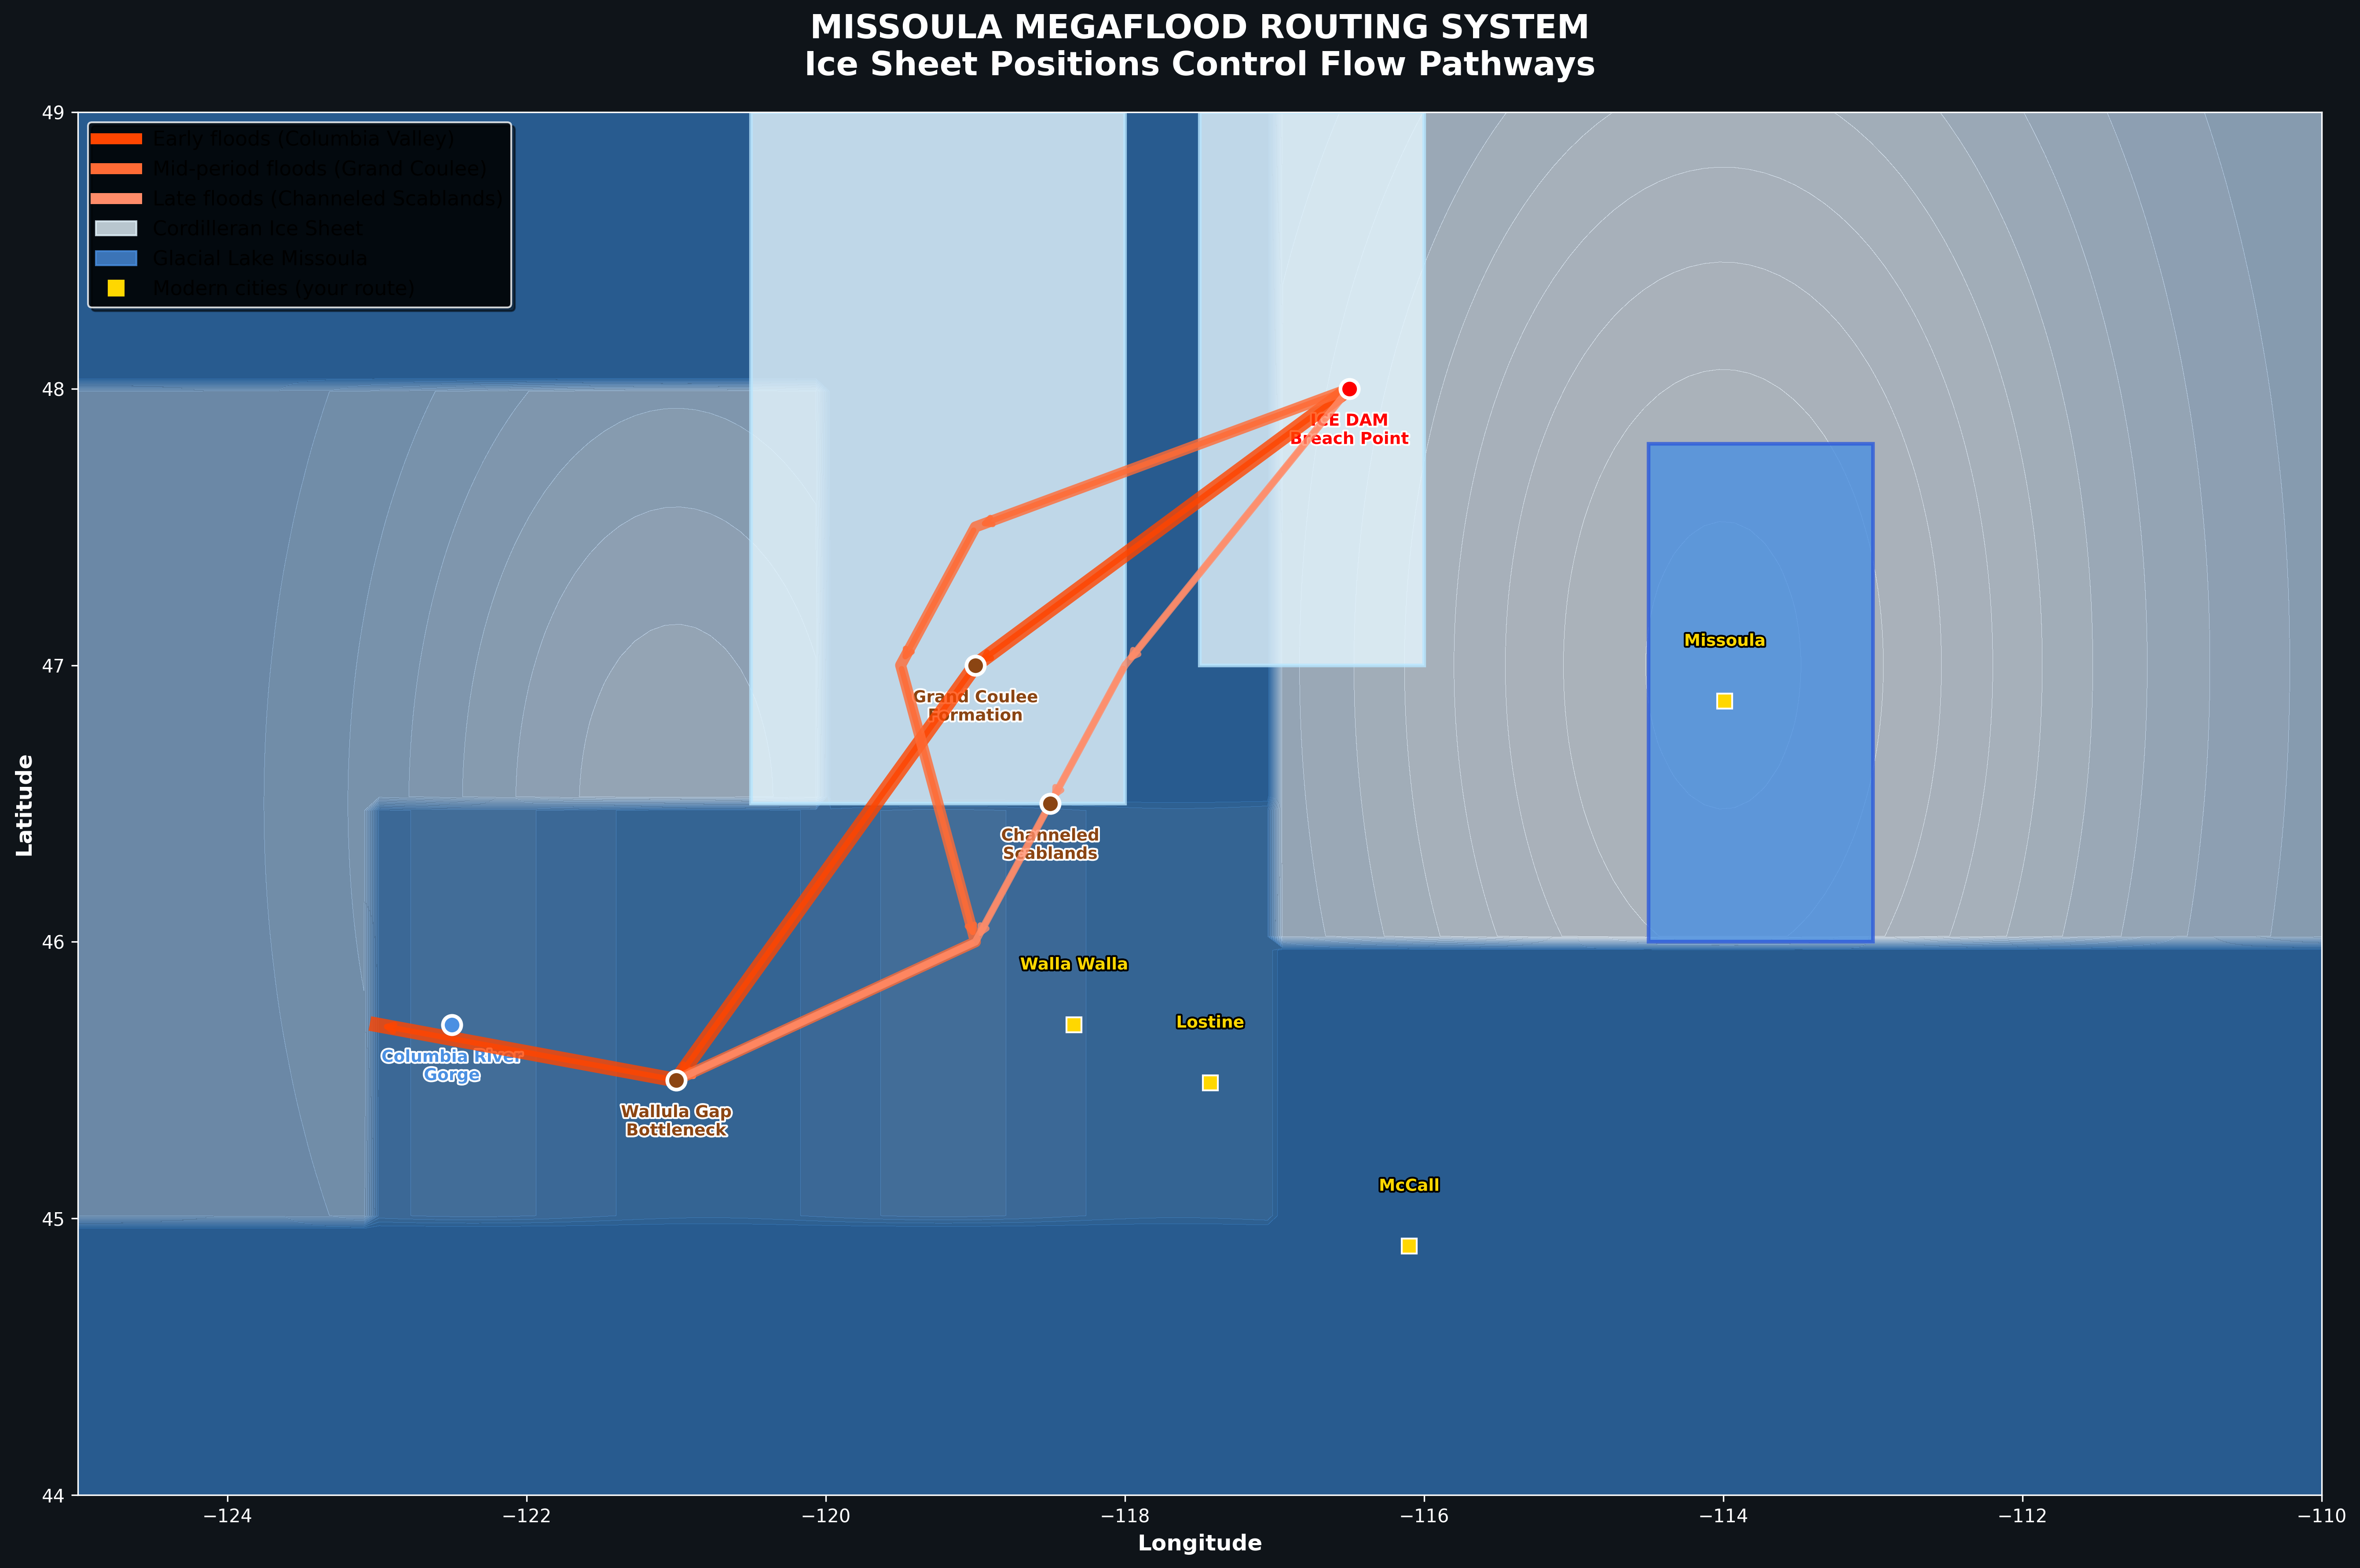 MISSOULA MEGAFLOOD ROUTING SYSTEM
Ice Sheet Positions Control Flow Pathways
Early floods (Columbia Valley)
Mid-period floods (Grand Coulee)
Late floods (Channeled Scablands)
Cordilleran Ice Sheet
Glacial Lake Missoula
Modern cities (your route)
ICE DAM
Breach Point
Missoula
Grand Coulee
Formation
Channeled
Scablands
Walla Walla
Lostine
Columbia River
Gorge
Wallula Gap
Bottleneck
McCall
Latitude
49
48
47
46
45
44
−124
−122
−120
−118
−116
−114
−112
−110
Longitude